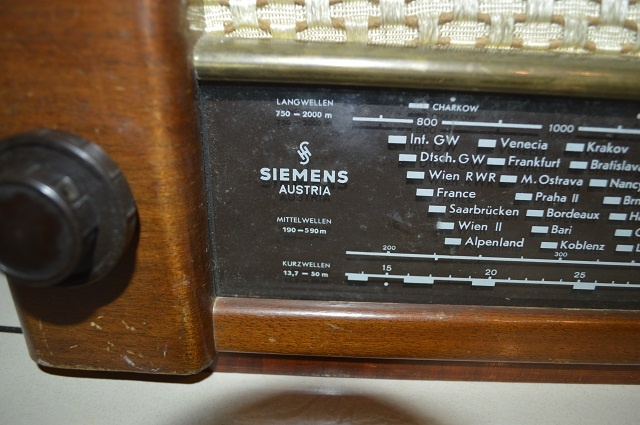 LANGWELLEN
750 – 2000 m
CHARKOW
800 1000
Int. GW Venecia Krakov
Dtsch. GW Frankfurt Bratislava
Wien RWR M. Ostrava
France Praha II
Saarbrücken Bordeaux
Wien II Bari
Alpenland Koblenz
SIEMENS
AUSTRIA
MITTELWELLEN
190 – 590 m
200 300
KURZWELLEN
13,7 – 50 m
15 20 25